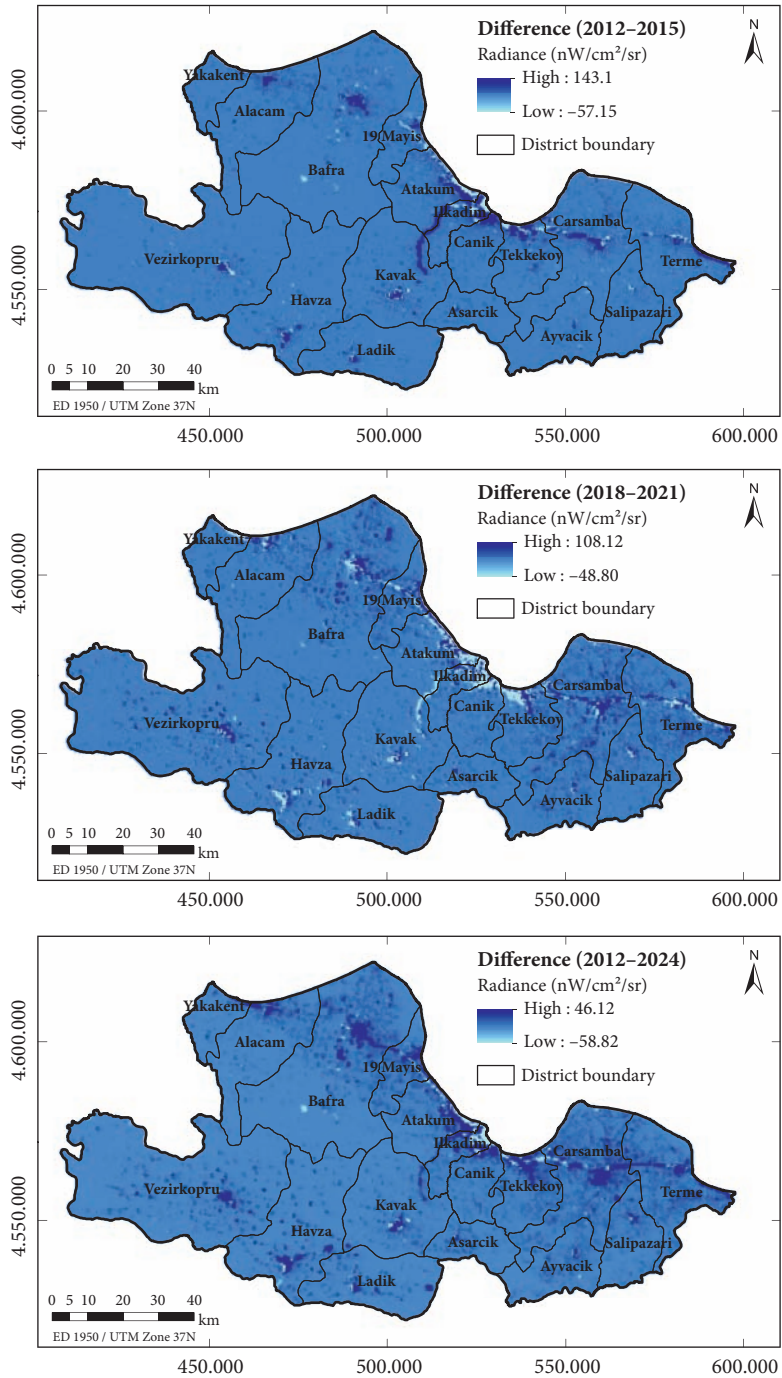 Difference (2012–2015)
Radiance (nW/cm²/sr)
High : 143.1
Low : –57.15
District boundary
N
Yakakent
Alacam
19 Mayis
Bafra
Atakum
Ilkadim
Carsamba
Canik
Tekkekoy
Vezirkopru
Kavak
Terme
Havza
Asarcik
Salipazari
Ladik
Ayvacik
4.600.000
4.550.000
0 5 10 20 30 40
km
ED 1950 / UTM Zone 37N
450.000 500.000 550.000 600.000
Difference (2018–2021)
Radiance (nW/cm²/sr)
High : 108.12
Low : –48.80
District boundary
N
Yakakent
Alacam
19 Mayis
Bafra
Atakum
Ilkadim
Carsamba
Canik
Tekkekoy
Vezirkopru
Kavak
Terme
Havza
Asarcik
Salipazari
Ladik
Ayvacik
4.600.000
4.550.000
0 5 10 20 30 40
km
ED 1950 / UTM Zone 37N
450.000 500.000 550.000 600.000
Difference (2012–2024)
Radiance (nW/cm²/sr)
High : 46.12
Low : –58.82
District boundary
N
Yakakent
Alacam
19 Mayis
Bafra
Atakum
Ilkadim
Carsamba
Canik
Tekkekoy
Vezirkopru
Kavak
Terme
Havza
Asarcik
Salipazari
Ladik
Ayvacik
4.600.000
4.550.000
0 5 10 20 30 40
km
ED 1950 / UTM Zone 37N
450.000 500.000 550.000 600.000